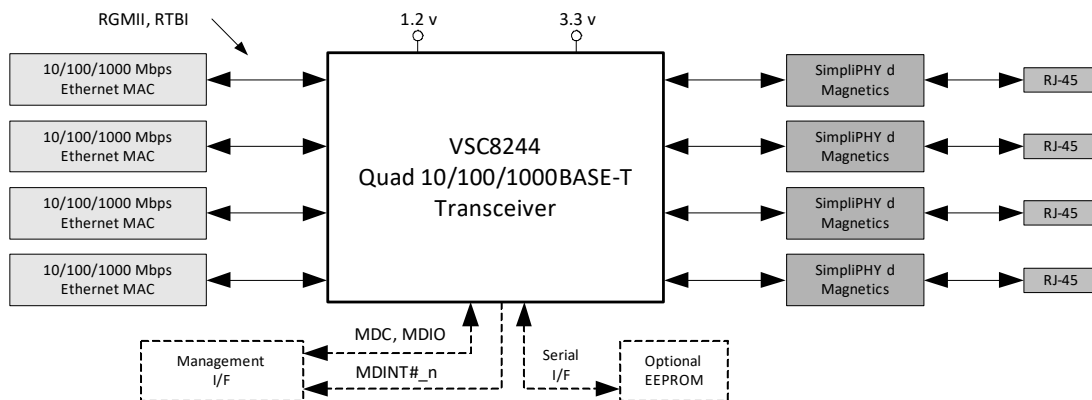 RGMII, RTBI
1.2 v
3.3 v
10/100/1000 Mbps
Ethernet MAC
10/100/1000 Mbps
Ethernet MAC
10/100/1000 Mbps
Ethernet MAC
10/100/1000 Mbps
Ethernet MAC
VSC8244
Quad 10/100/1000BASE-T
Transceiver
SimpliPHY d
Magnetics
RJ-45
SimpliPHY d
Magnetics
RJ-45
SimpliPHY d
Magnetics
RJ-45
SimpliPHY d
Magnetics
RJ-45
MDC, MDIO
Management
I/F
MDINT#_n
Serial
I/F
Optional
EEPROM